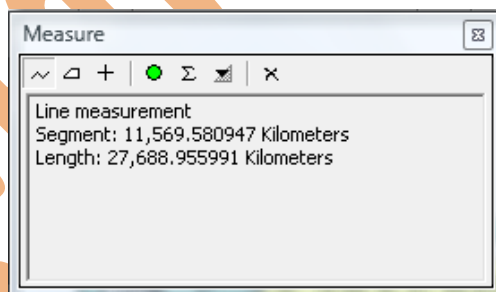 Measure
Line measurement
Segment: 11,569.580947 Kilometers
Length: 27,688.955991 Kilometers